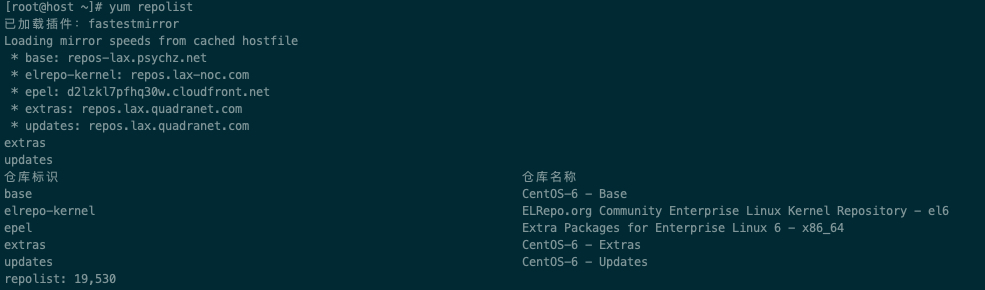 [root@host ~]# yum repolist
已加载插件：fastestmirror
Loading mirror speeds from cached hostfile
 * base: repos-lax.psychz.net
 * elrepo-kernel: repos.lax-noc.com
 * epel: d2lzkl7pfhq30w.cloudfront.net
 * extras: repos.lax.quadranet.com
 * updates: repos.lax.quadranet.com
extras
updates
仓库标识 仓库名称
base CentOS-6 - Base
elrepo-kernel ELRepo.org Community Enterprise Linux Kernel Repository - el6
epel Extra Packages for Enterprise Linux 6 - x86_64
extras CentOS-6 - Extras
updates CentOS-6 - Updates
repolist: 19,530